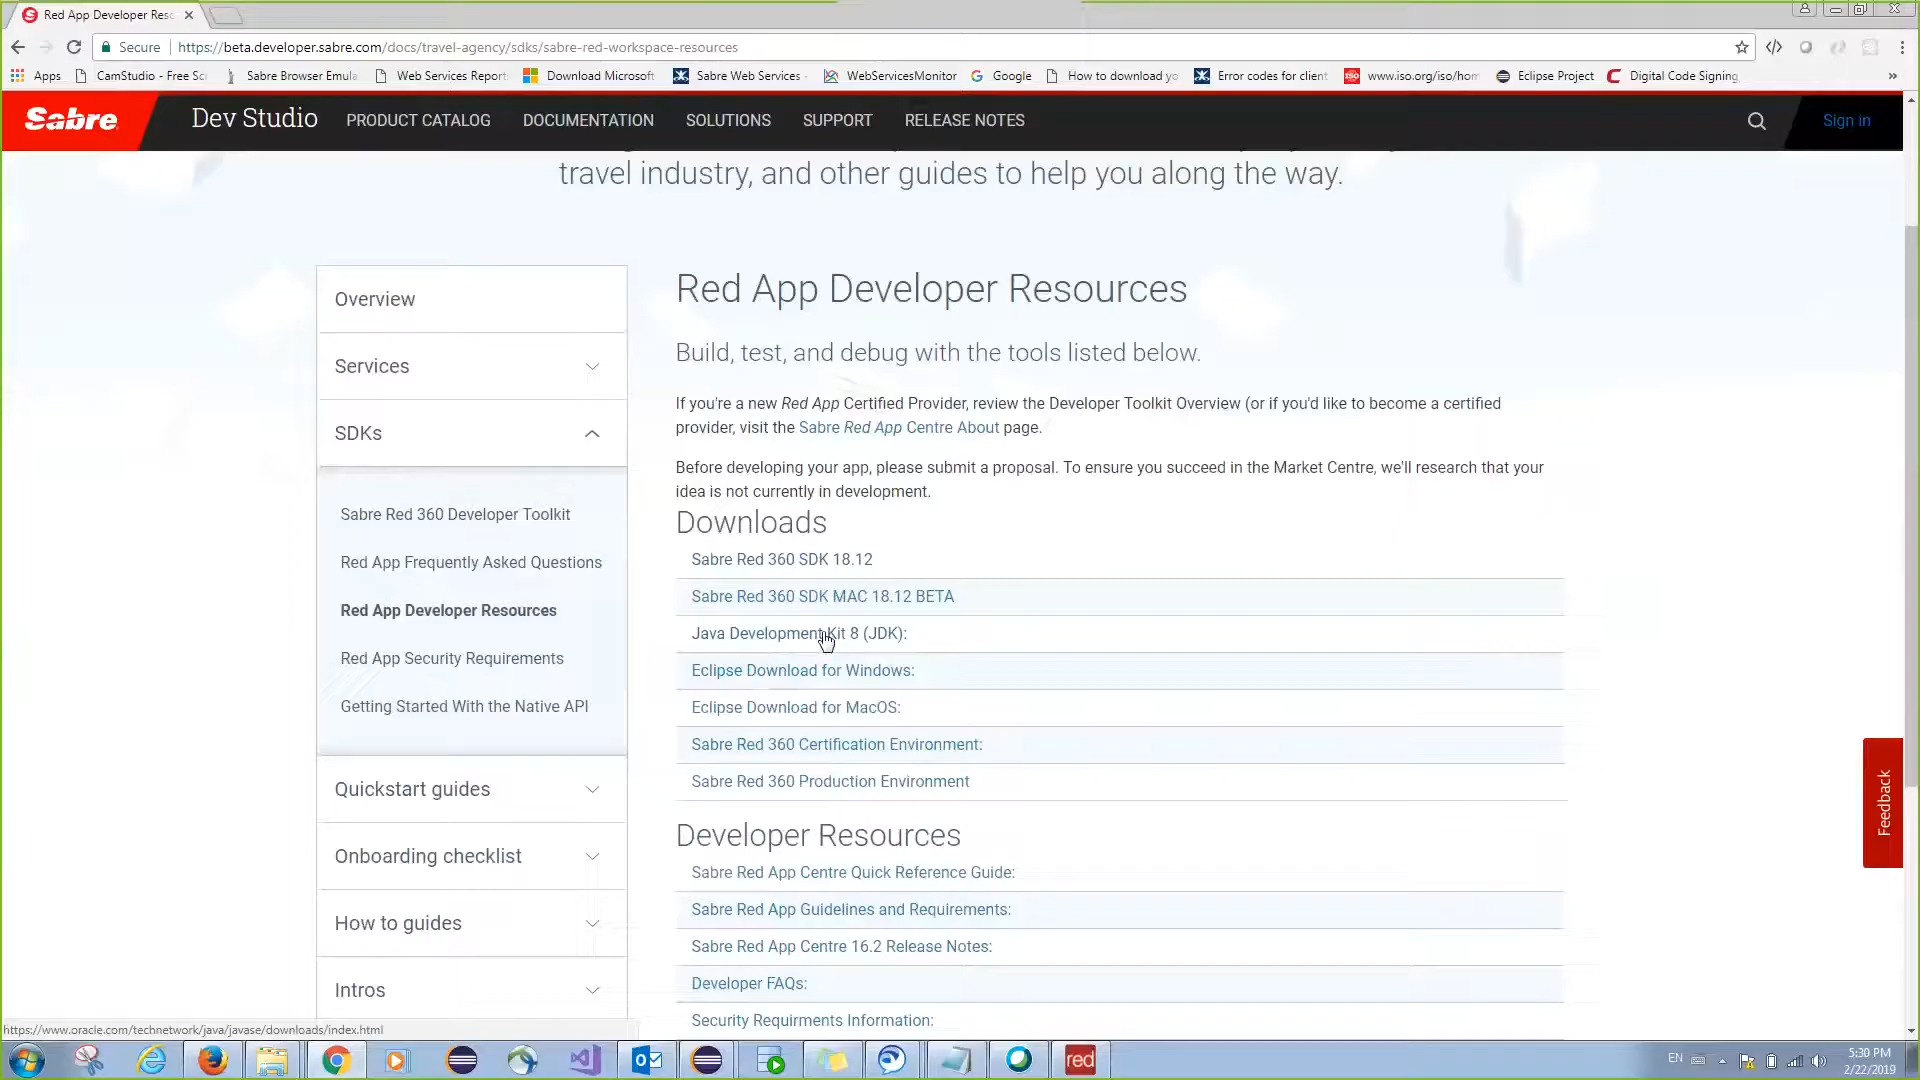 Red App Developer Resc
Secure
https://beta.developer.sabre.com/docs/travel-agency/sdks/sabre-red-workspace-resources
Apps
CamStudio - Free Sc
Sabre Browser Emula
Web Services Report
Download Microsoft
Sabre Web Services -
WebServicesMonitor
Google
How to download yo
Error codes for client
www.iso.org/iso/hom
Eclipse Project
Digital Code Signing
Sabre
Dev Studio
PRODUCT CATALOG
DOCUMENTATION
SOLUTIONS
SUPPORT
RELEASE NOTES
Sign in
travel industry, and other guides to help you along the way.
Overview
Services
SDKs
Sabre Red 360 Developer Toolkit
Red App Frequently Asked Questions
Red App Developer Resources
Red App Security Requirements
Getting Started With the Native API
Quickstart guides
Onboarding checklist
How to guides
Intros
Red App Developer Resources
Build, test, and debug with the tools listed below.
If you're a new Red App Certified Provider, review the Developer Toolkit Overview (or if you'd like to become a certified
provider, visit the Sabre Red App Centre About page.
Before developing your app, please submit a proposal. To ensure you succeed in the Market Centre, we'll research that your
idea is not currently in development.
Downloads
Sabre Red 360 SDK 18.12
Sabre Red 360 SDK MAC 18.12 BETA
Java Development Kit 8 (JDK):
Eclipse Download for Windows:
Eclipse Download for MacOS:
Sabre Red 360 Certification Environment:
Sabre Red 360 Production Environment
Developer Resources
Sabre Red App Centre Quick Reference Guide:
Sabre Red App Guidelines and Requirements:
Sabre Red App Centre 16.2 Release Notes:
Developer FAQs:
Security Requirments Information:
Feedback
https://www.oracle.com/technetwork/java/javase/downloads/index.html
red
EN
5:30 PM
2/22/2019